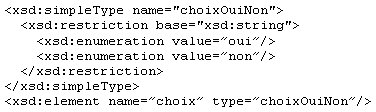 <xsd:simpleType name="choixOuiNon">
  <xsd:restriction base="xsd:string">
    <xsd:enumeration value="oui"/>
    <xsd:enumeration value="non"/>
  </xsd:restriction>
</xsd:simpleType>
<xsd:element name="choix" type="choixOuiNon"/>